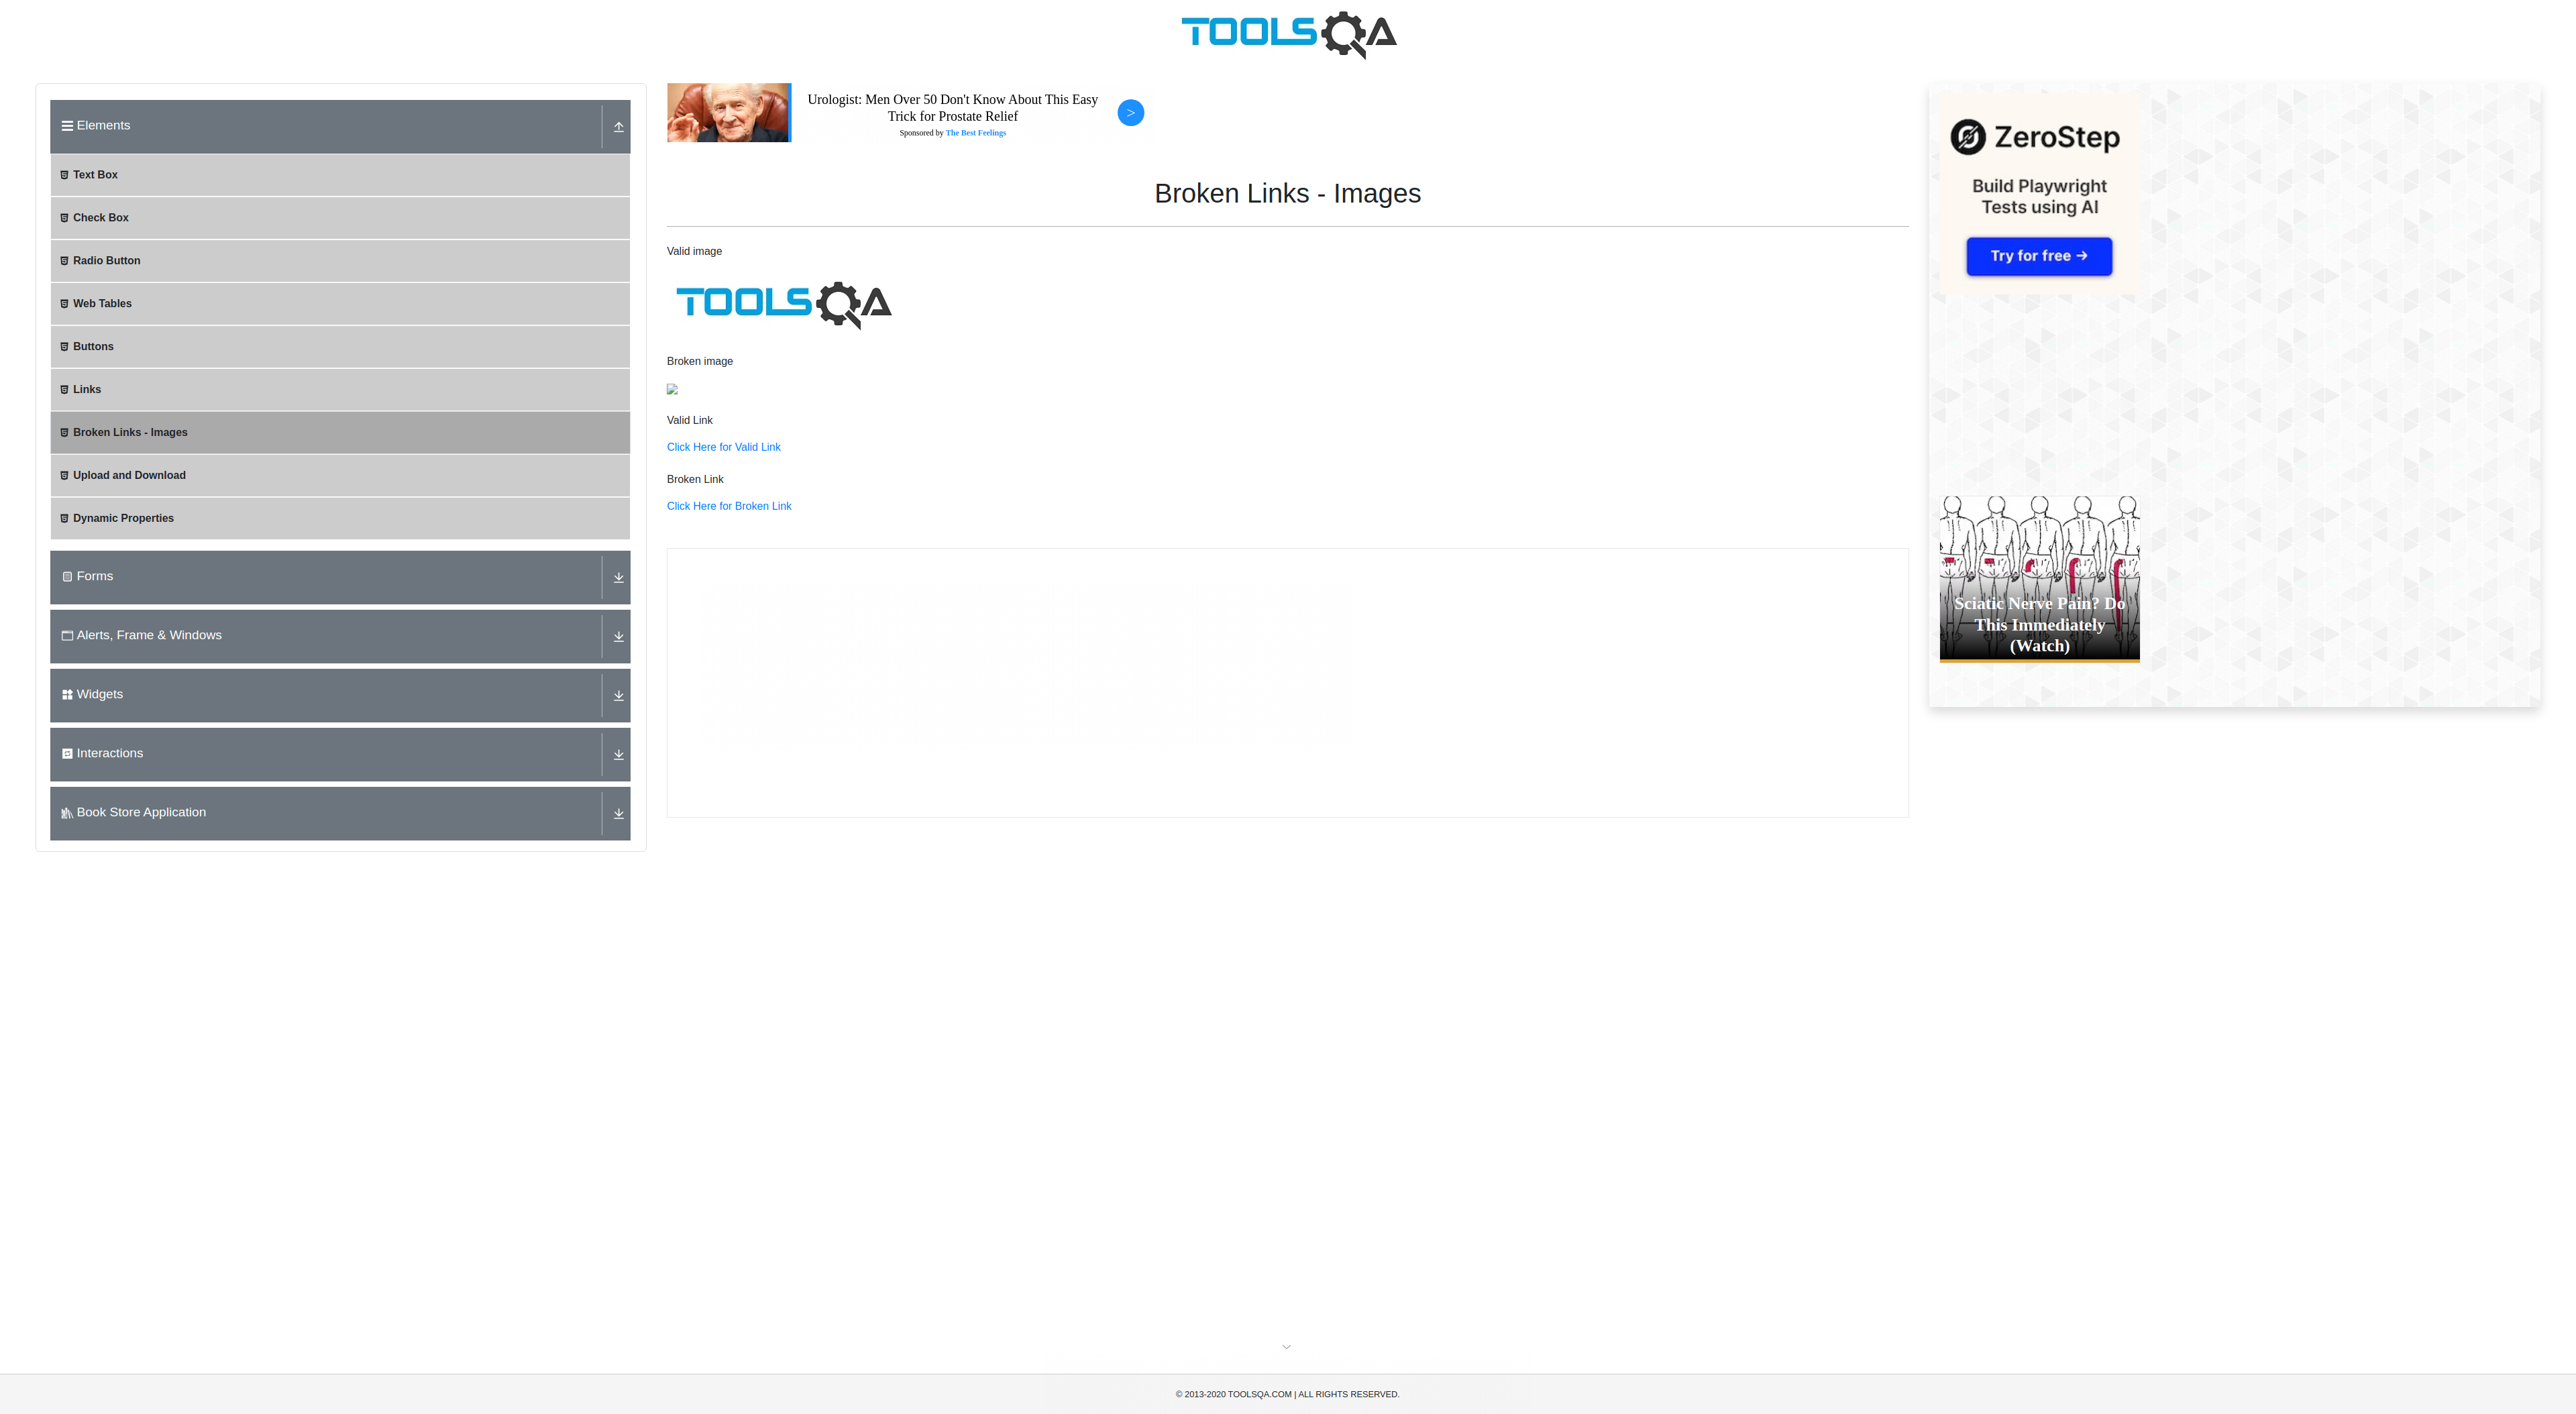 TOOLSQA
Elements
Text Box
Check Box
Radio Button
Web Tables
Buttons
Links
Broken Links - Images
Upload and Download
Dynamic Properties
Forms
Alerts, Frame & Windows
Widgets
Interactions
Book Store Application
Urologist: Men Over 50 Don't Know About This Easy
Trick for Prostate Relief
Sponsored by The Best Feelings
>
Broken Links - Images
Valid image
TOOLSQA
Broken image
Valid Link
Click Here for Valid Link
Broken Link
Click Here for Broken Link
ZeroStep
Build Playwright
Tests using AI
Try for free →
Sciatic Nerve Pain? Do
This Immediately
(Watch)
© 2013-2020 TOOLSQA.COM | ALL RIGHTS RESERVED.